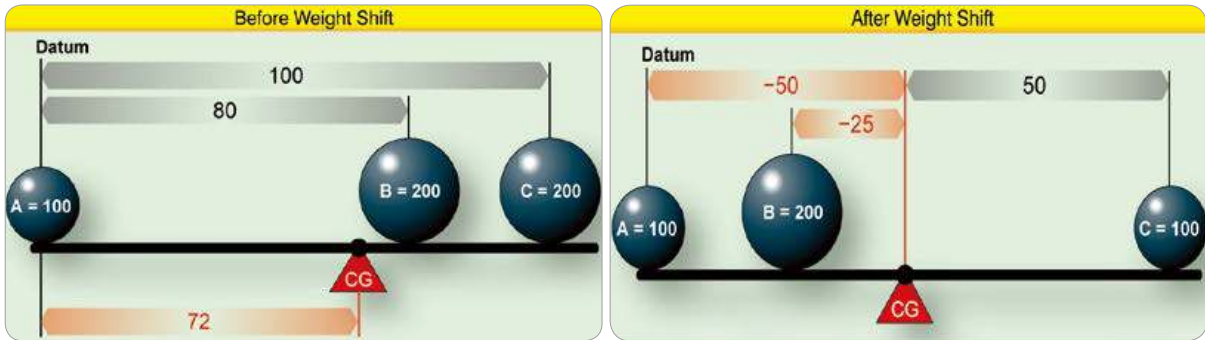 Before Weight Shift
Datum
100
80
A = 100
B = 200
C = 200
CG
72
After Weight Shift
Datum
−50
50
−25
A = 100
B = 200
C = 100
CG